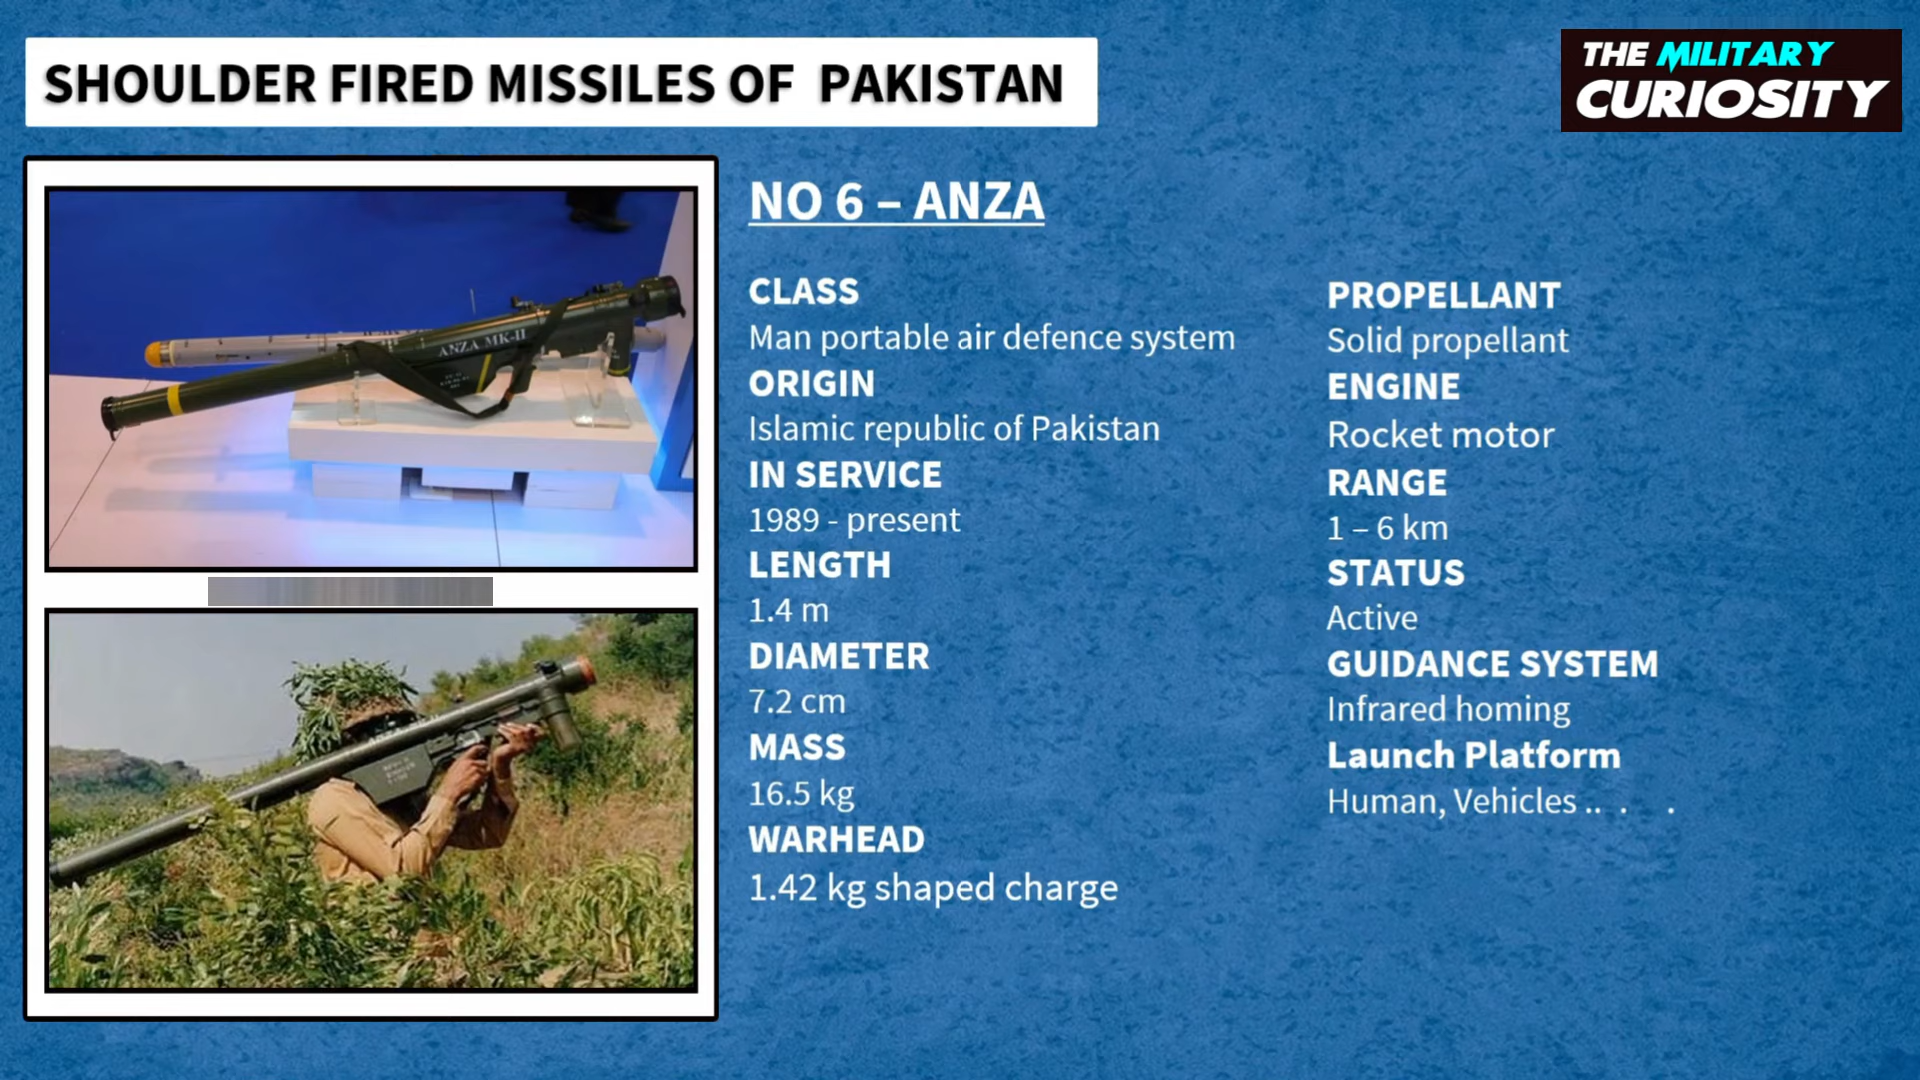 SHOULDER FIRED MISSILES OF PAKISTAN
THE MILITARY
CURIOSITY
ANZA MK-II
NO 6 – ANZA
CLASS
Man portable air defence system
ORIGIN
Islamic republic of Pakistan
IN SERVICE
1989 - present
LENGTH
1.4 m
DIAMETER
7.2 cm
MASS
16.5 kg
WARHEAD
1.42 kg shaped charge
PROPELLANT
Solid propellant
ENGINE
Rocket motor
RANGE
1 – 6 km
STATUS
Active
GUIDANCE SYSTEM
Infrared homing
Launch Platform
Human, Vehicles .. . .